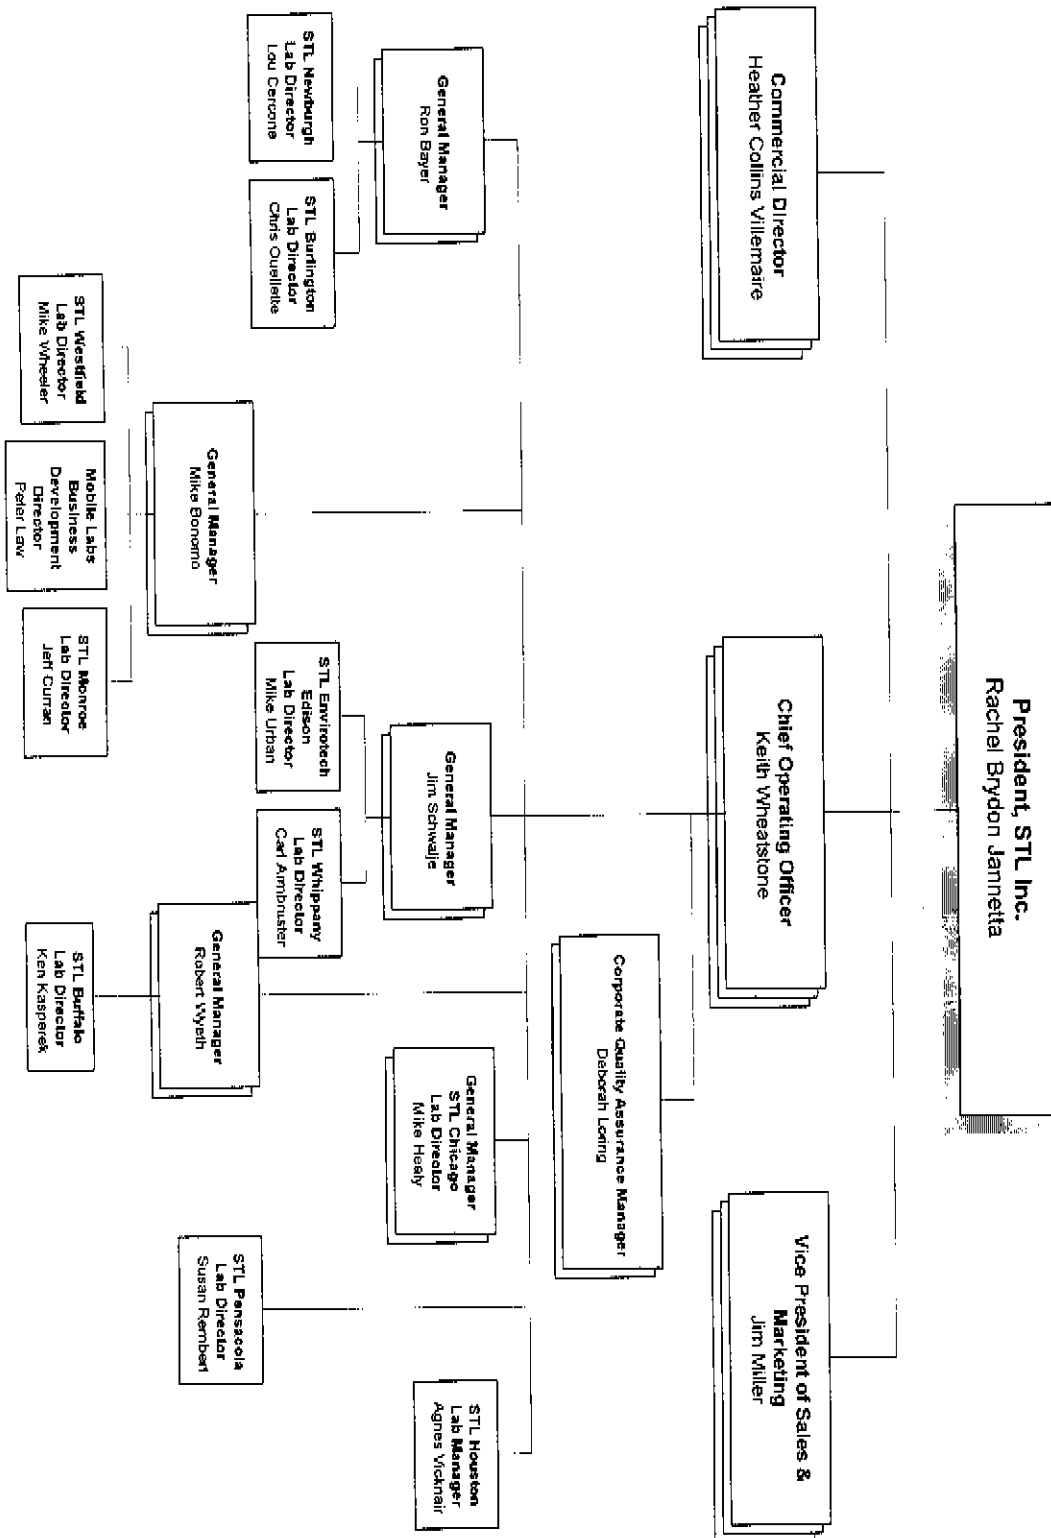 President, STL Inc.
Rachel Brydon Jannetta
Commercial Director
Heather Collins Villemaire
Chief Operating Officer
Keith Wheatstone
Vice President of Sales &
Marketing
Jim Miller
Corporate Quality Assurance Manager
Deborah Loring
General Manager
Ron Bayer
General Manager
Jim Schwalje
General Manager
STL Chicago
Lab Director
Mike Healy
STL Houston
Lab Manager
Agnes Vicknair
STL Newburgh
Lab Director
Lou Cercone
STL Burlington
Lab Director
Chris Ouellette
STL Envirotech
Edison
Lab Director
Mike Urban
STL Whippany
Lab Director
Carl Armbruster
STL Pensacola
Lab Director
Susan Rembert
General Manager
Mike Bonomo
General Manager
Robert Wyeth
STL Westfield
Lab Director
Mike Wheeler
Mobile Labs
Business
Development
Director
Peter Law
STL Monroe
Lab Director
Jeff Curran
STL Buffalo
Lab Director
Ken Kasperek